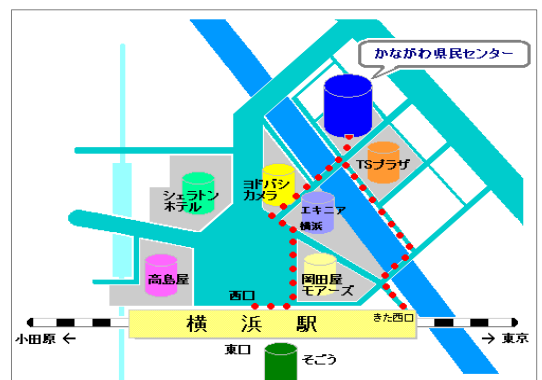 かながわ県民センター
TSプラザ
ヨドバシ
カメラ
シェラトン
ホテル
エキニア
横浜
高島屋
岡田屋
モアーズ
西口
きた西口
横浜駅
小田原 ←
→ 東京
東口
そごう